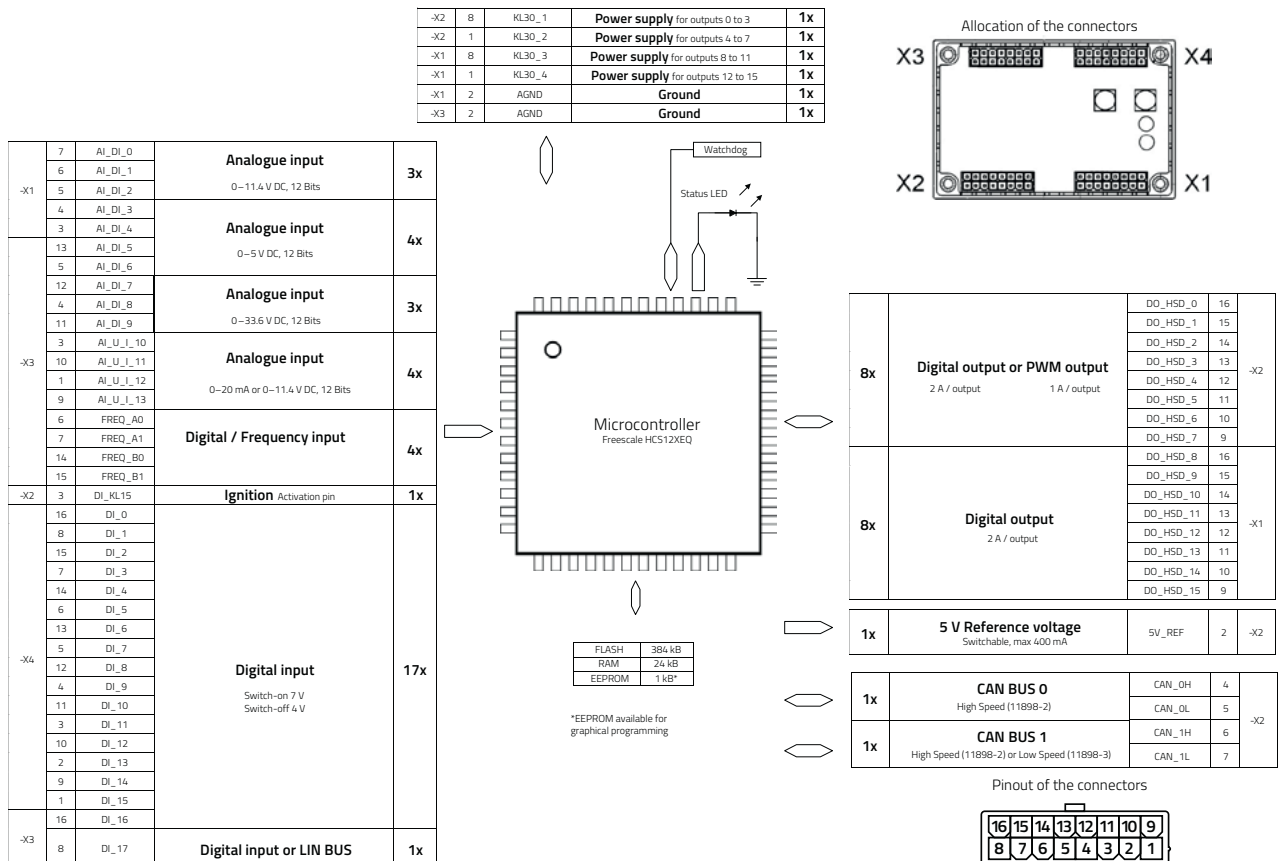 -X2 8 KL30_1 Power supply for outputs 0 to 3 1x
-X2 1 KL30_2 Power supply for outputs 4 to 7 1x
-X1 8 KL30_3 Power supply for outputs 8 to 11 1x
-X1 1 KL30_4 Power supply for outputs 12 to 15 1x
-X1 2 AGND Ground 1x
-X3 2 AGND Ground 1x
Allocation of the connectors
X3 X4
X2 X1
Watchdog
Status LED
-X1
7 AI_DI_0
6 AI_DI_1
5 AI_DI_2
Analogue input
0–11.4 V DC, 12 Bits
3x
4 AI_DI_3
3 AI_DI_4
-X3
13 AI_DI_5
5 AI_DI_6
Analogue input
0–5 V DC, 12 Bits
4x
12 AI_DI_7
4 AI_DI_8
11 AI_DI_9
Analogue input
0–33.6 V DC, 12 Bits
3x
3 AI_U_I_10
10 AI_U_I_11
1 AI_U_I_12
9 AI_U_I_13
Analogue input
0–20 mA or 0–11.4 V DC, 12 Bits
4x
6 FREQ_A0
7 FREQ_A1
14 FREQ_B0
15 FREQ_B1
Digital / Frequency input
4x
-X2 3 DI_KL15 Ignition Activation pin 1x
-X4
16 DI_0
8 DI_1
15 DI_2
7 DI_3
14 DI_4
6 DI_5
13 DI_6
5 DI_7
12 DI_8
4 DI_9
11 DI_10
3 DI_11
10 DI_12
2 DI_13
9 DI_14
1 DI_15
-X3
16 DI_16
Digital input
Switch-on 7 V
Switch-off 4 V
17x
8 DI_17 Digital input or LIN BUS 1x
Microcontroller
Freescale HCS12XEQ
FLASH 384 kB
RAM 24 kB
EEPROM 1 kB*
*EEPROM available for
graphical programming
8x
Digital output or PWM output
2 A / output 1 A / output
DO_HSD_0 16
DO_HSD_1 15
DO_HSD_2 14
DO_HSD_3 13
DO_HSD_4 12
DO_HSD_5 11
DO_HSD_6 10
DO_HSD_7 9
-X2
8x
Digital output
2 A / output
DO_HSD_8 16
DO_HSD_9 15
DO_HSD_10 14
DO_HSD_11 13
DO_HSD_12 12
DO_HSD_13 11
DO_HSD_14 10
DO_HSD_15 9
-X1
1x
5 V Reference voltage
Switchable, max 400 mA
5V_REF 2 -X2
1x
CAN BUS 0
High Speed (11898-2)
CAN_0H 4
CAN_0L 5
1x
CAN BUS 1
High Speed (11898-2) or Low Speed (11898-3)
CAN_1H 6
CAN_1L 7
-X2
Pinout of the connectors
16 15 14 13 12 11 10 9
8 7 6 5 4 3 2 1